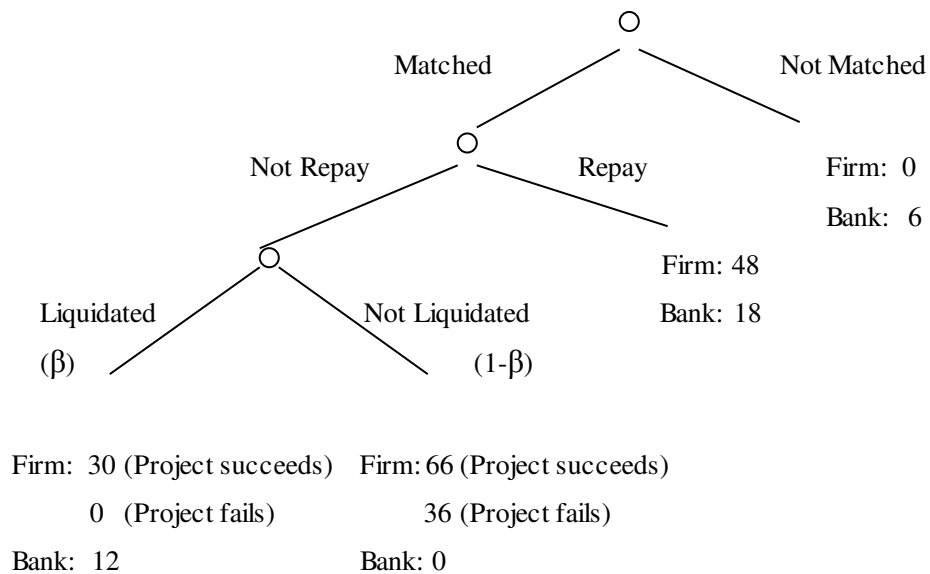 Matched Not Matched
Not Repay Repay Firm: 0
Bank: 6
Firm: 48
Liquidated Not Liquidated Bank: 18
(β) (1-β)
Firm: 30 (Project succeeds) Firm: 66 (Project succeeds)
0 (Project fails) 36 (Project fails)
Bank: 12 Bank: 0